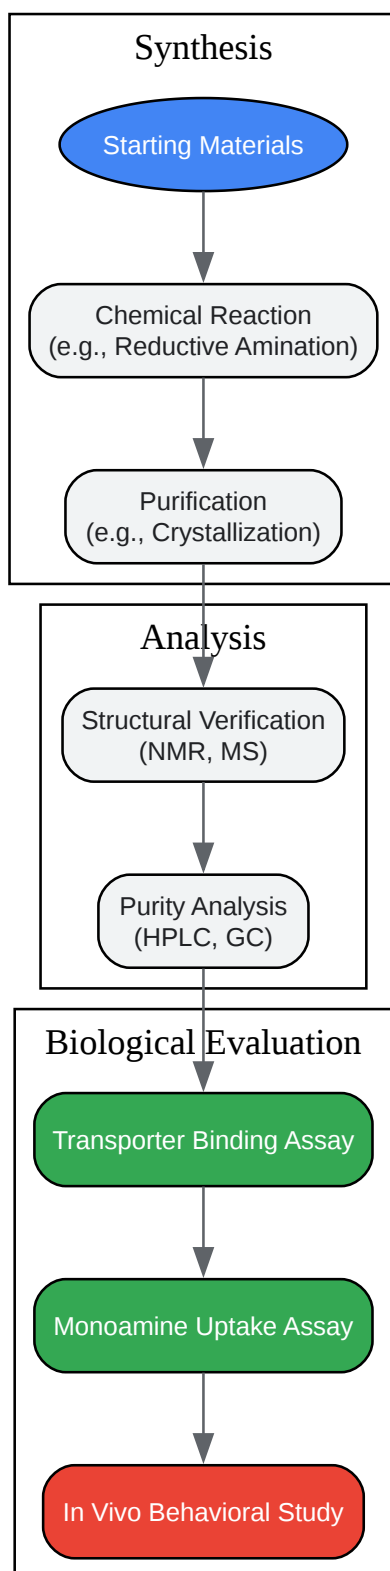 Synthesis
Starting Materials
Chemical Reaction
(e.g., Reductive Amination)
Purification
(e.g., Crystallization)
Analysis
Structural Verification
(NMR, MS)
Purity Analysis
(HPLC, GC)
Biological Evaluation
Transporter Binding Assay
Monoamine Uptake Assay
In Vivo Behavioral Study